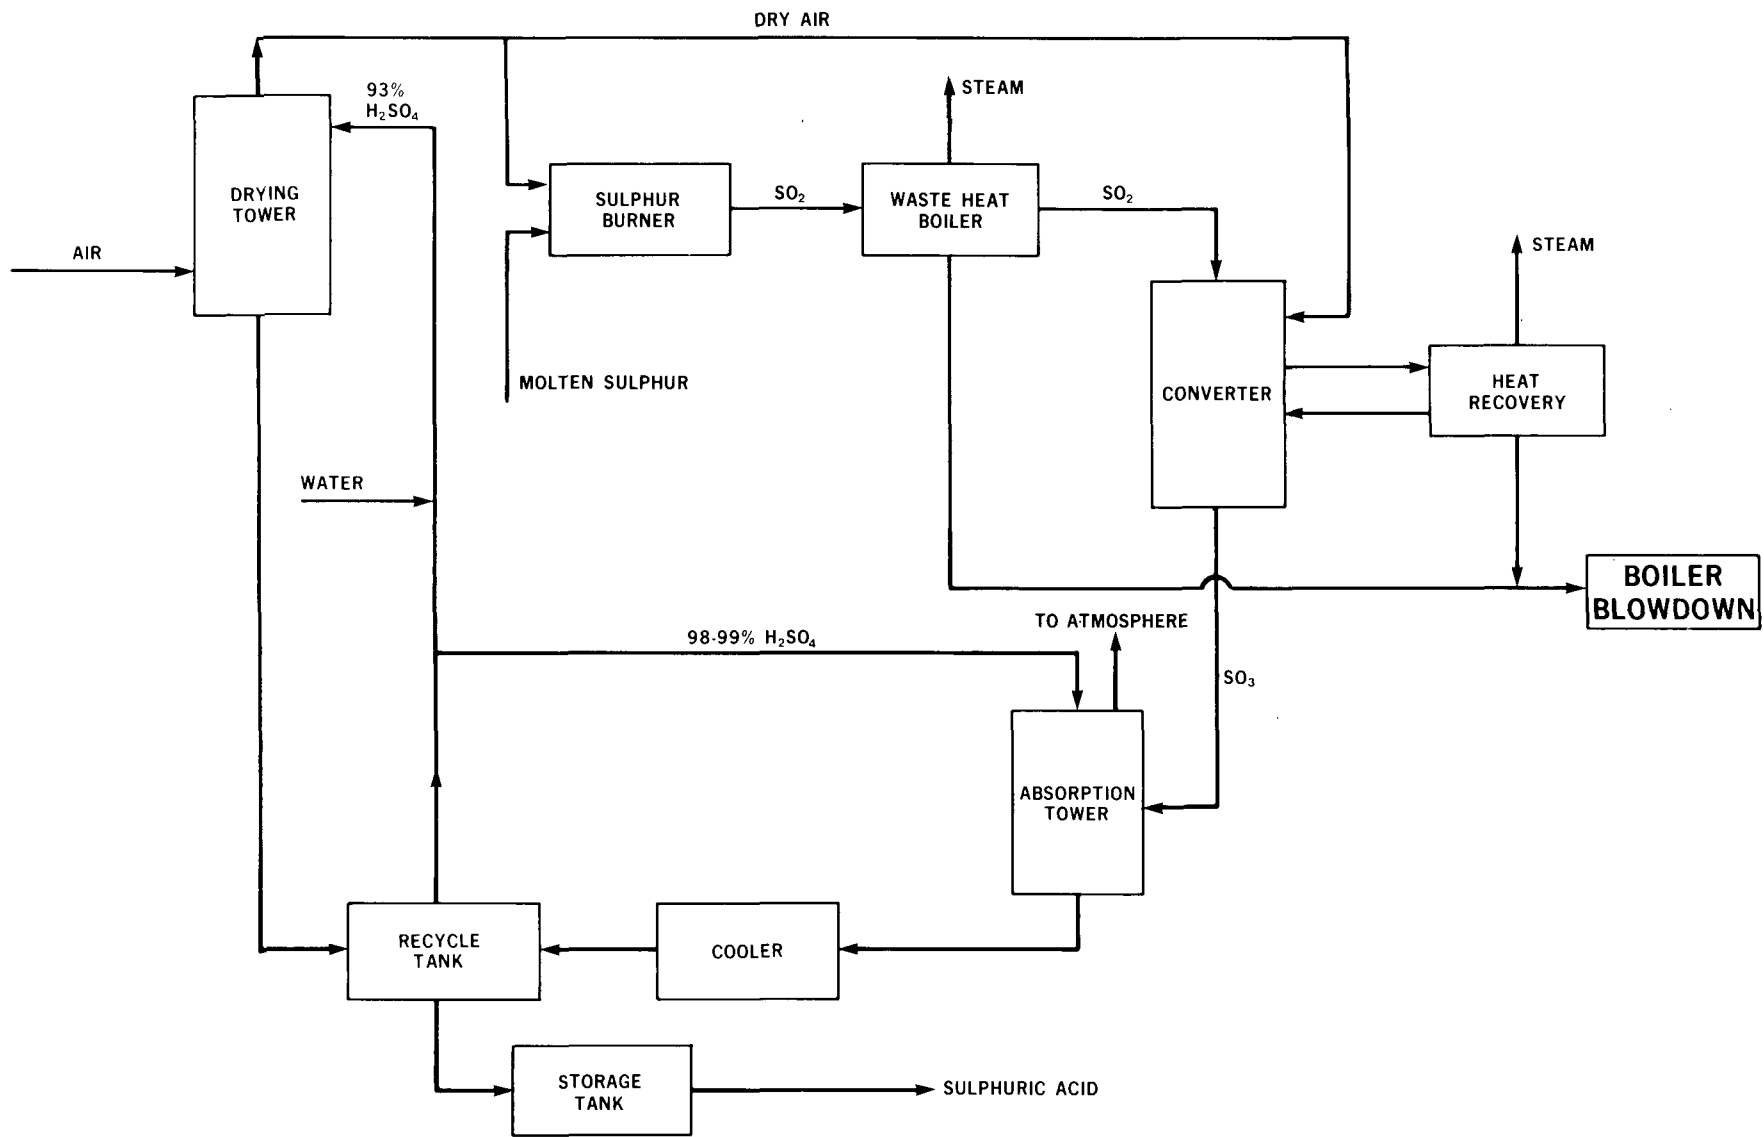 DRY AIR
93%
H₂SO₄
STEAM
DRYING
TOWER
SULPHUR
BURNER
SO₂
WASTE HEAT
BOILER
SO₂
AIR
STEAM
MOLTEN SULPHUR
CONVERTER
HEAT
RECOVERY
WATER
BOILER
BLOWDOWN
TO ATMOSPHERE
98-99% H₂SO₄
SO₃
ABSORPTION
TOWER
RECYCLE
TANK
COOLER
STORAGE
TANK
SULPHURIC ACID